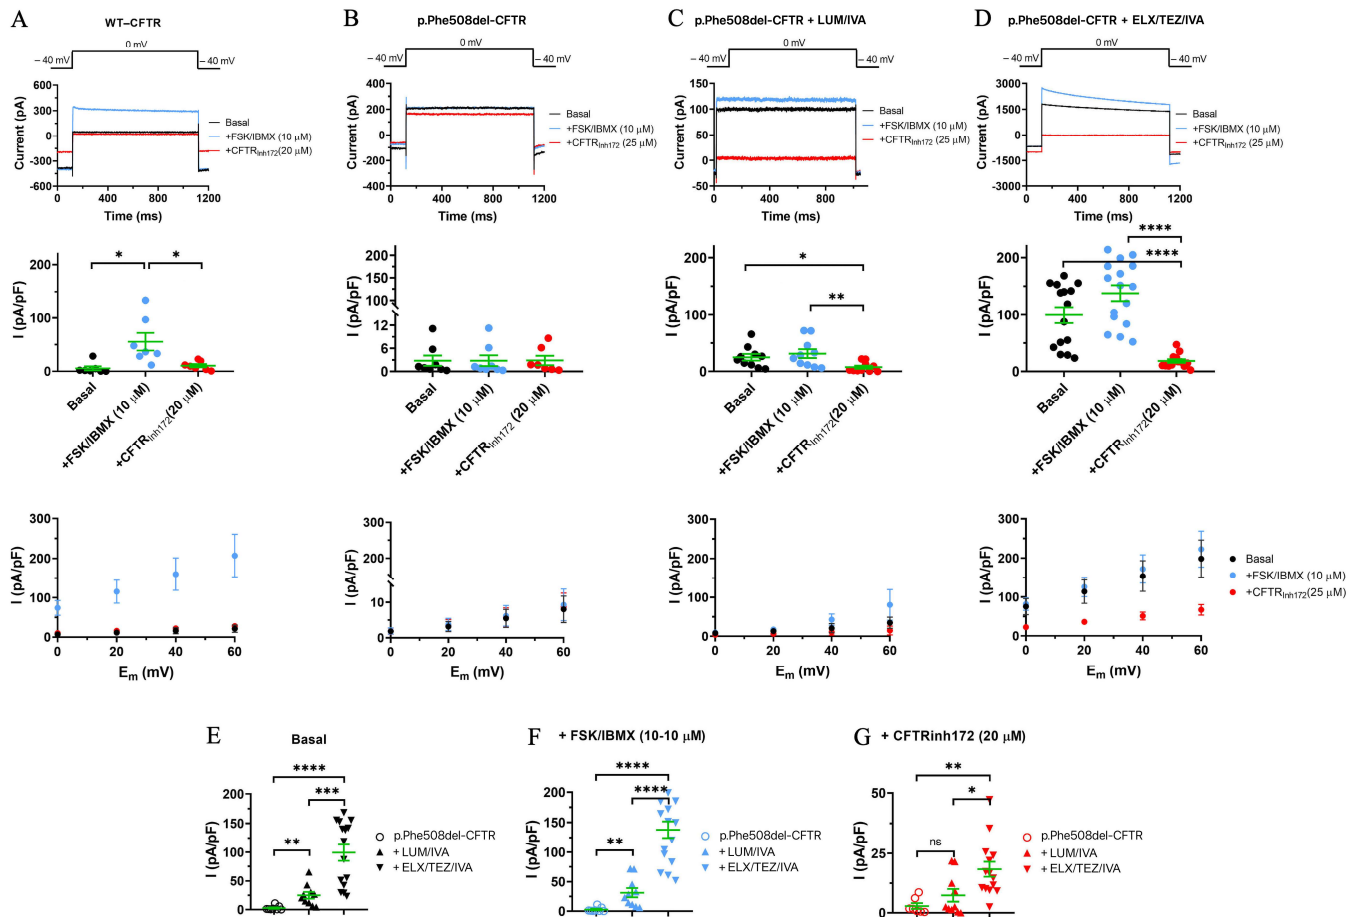 A
WT–CFTR
0 mV
– 40 mV
– 40 mV
Current (pA)
600
300
0
-300
-600
0
400
800
1200
Time (ms)
Basal
+FSK/IBMX (10 μM)
+CFTRInh172(20 μM)
B
p.Phe508del-CFTR
0 mV
– 40 mV
– 40 mV
Current (pA)
400
200
0
-200
-400
0
400
800
1200
Time (ms)
Basal
+FSK/IBMX (10 μM)
+CFTRInh172 (25 μM)
C
p.Phe508del-CFTR + LUM/IVA
0 mV
– 40 mV
– 40 mV
Current (pA)
150
100
50
0
-50
0
400
800
Time (ms)
Basal
+FSK/IBMX (10 μM)
+CFTRInh172 (25 μM)
D
p.Phe508del-CFTR + ELX/TEZ/IVA
0 mV
– 40 mV
– 40 mV
Current (pA)
3000
1500
0
-1500
-3000
0
400
800
1200
Time (ms)
Basal
+FSK/IBMX (10 μM)
+CFTRInh172 (25 μM)
I (pA/pF)
200
100
0
*
*
Basal
+FSK/IBMX (10 μM)
+CFTRInh172(20 μM)
I (pA/pF)
200
100
12
6
0
Basal
+FSK/IBMX (10 μM)
+CFTRInh172 (20 μM)
I (pA/pF)
200
100
0
*
**
Basal
+FSK/IBMX (10 μM)
+CFTRInh172(20 μM)
I (pA/pF)
200
100
0
****
****
Basal
+FSK/IBMX (10 μM)
+CFTRInh172(20 μM)
I (pA/pF)
300
200
100
0
0
20
40
60
Em (mV)
I (pA/pF)
300
200
100
10
0
0
20
40
60
Em (mV)
I (pA/pF)
300
200
100
0
0
20
40
60
Em (mV)
I (pA/pF)
300
200
100
0
0
20
40
60
Em (mV)
Basal
+FSK/IBMX (10 μM)
+CFTRInh172(25 μM)
E
Basal
I (pA/pF)
200
150
100
50
0
****
***
**
p.Phe508del-CFTR
+ LUM/IVA
+ ELX/TEZ/IVA
F
+ FSK/IBMX (10-10 μM)
I (pA/pF)
200
150
100
50
0
****
****
**
p.Phe508del-CFTR
+ LUM/IVA
+ ELX/TEZ/IVA
G
+ CFTRinh172 (20 μM)
I (pA/pF)
50
25
0
**
*
ns
p.Phe508del-CFTR
+ LUM/IVA
+ ELX/TEZ/IVA